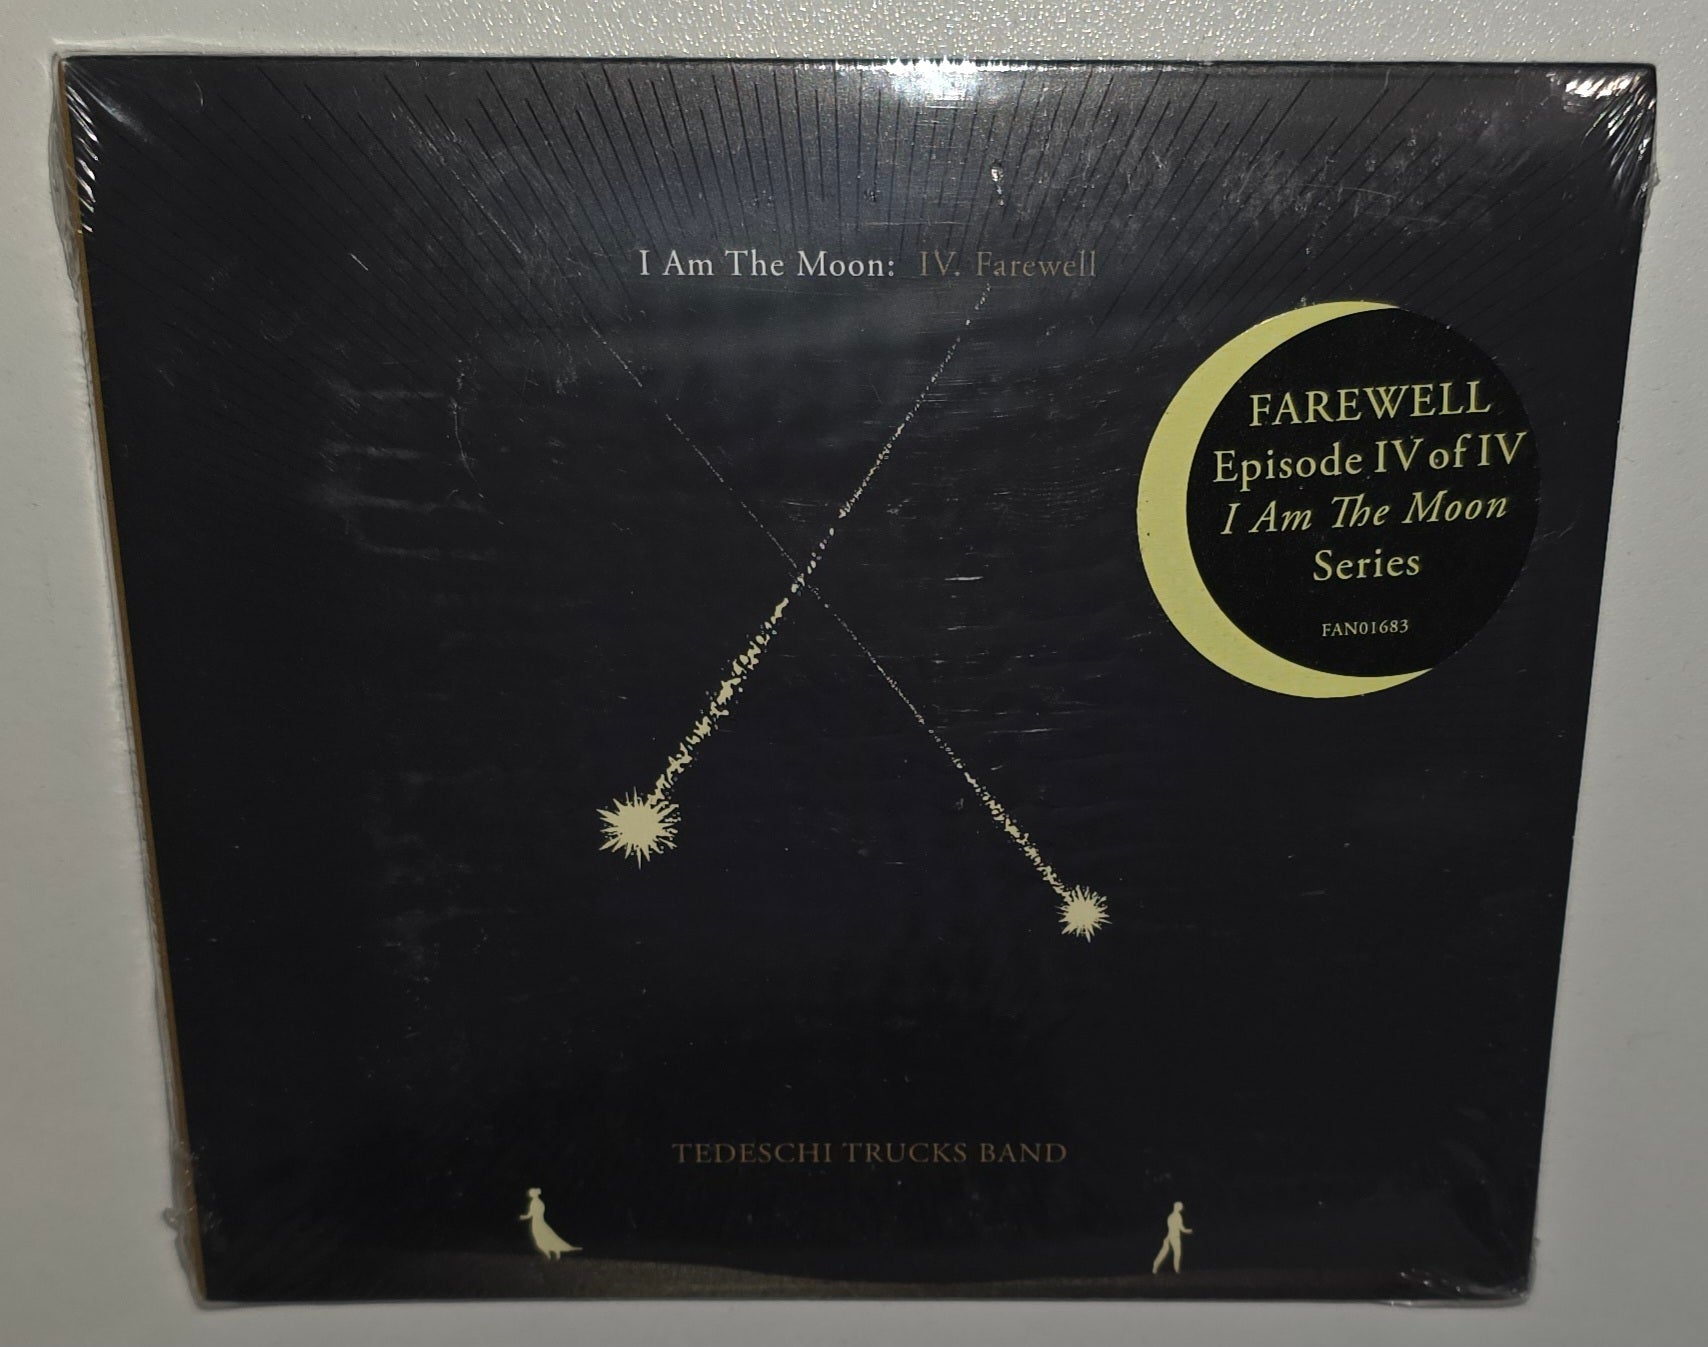 I Am The Moon: IV. Farewell
FAREWELL
Episode IV of IV
I Am The Moon
Series
FAN01683
TEDESCHI TRUCKS BAND